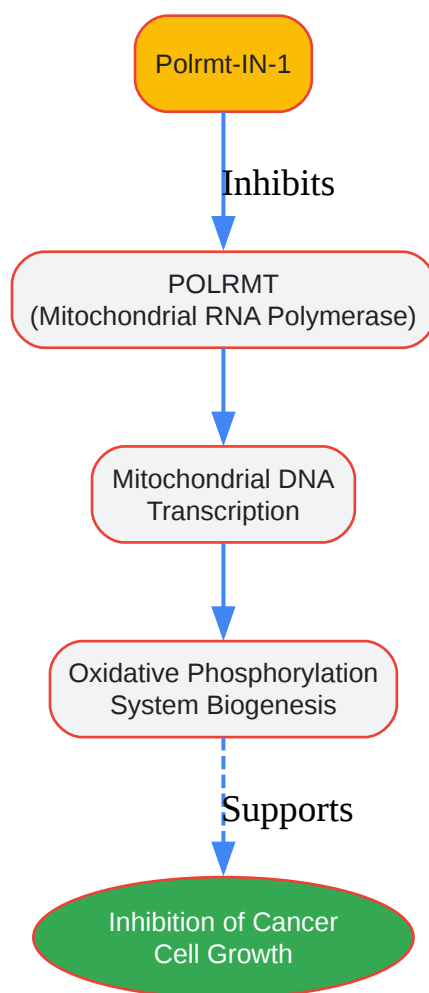 Polrmt-IN-1
Inhibits
POLRMT
(Mitochondrial RNA Polymerase)
Mitochondrial DNA
Transcription
Oxidative Phosphorylation
System Biogenesis
Supports
Inhibition of Cancer
Cell Growth